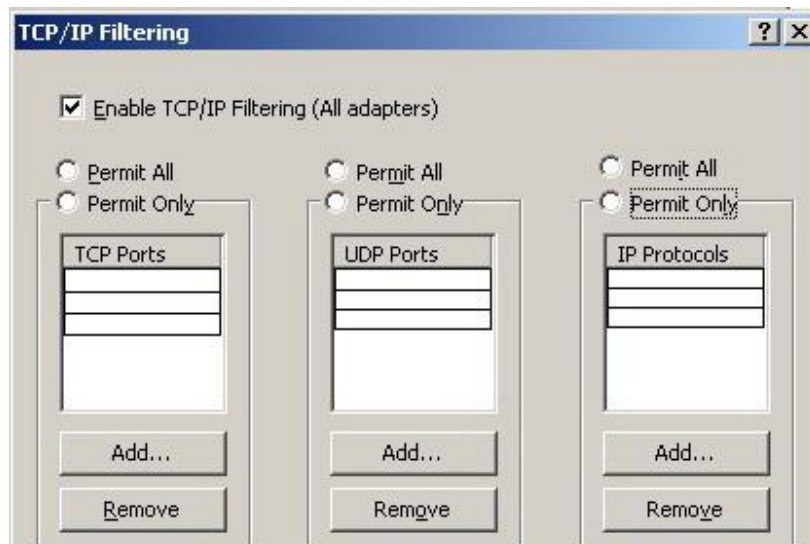 TCP/IP Filtering
Enable TCP/IP Filtering (All adapters)
Permit All
Permit Only
TCP Ports
Add...
Remove
Permit All
Permit Only
UDP Ports
Add...
Remove
Permit All
Permit Only
IP Protocols
Add...
Remove